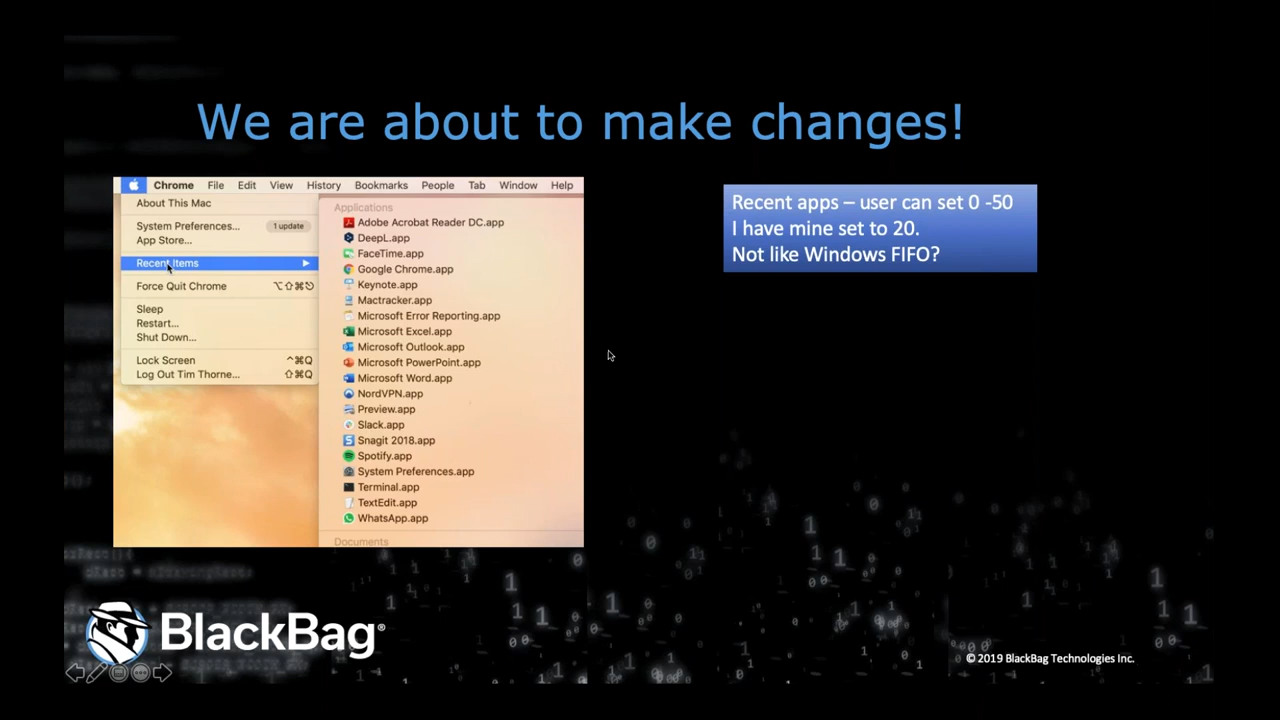 We are about to make changes!
Chrome File Edit View History Bookmarks People Tab Window Help
About This Mac
System Preferences... 1 update
App Store...
Recent Items
Force Quit Chrome ⌥⇧⌘⎋
Sleep
Restart...
Shut Down...
Lock Screen ^⌘Q
Log Out Tim Thorne... ⇧⌘Q
Applications
Adobe Acrobat Reader DC.app
DeepL.app
FaceTime.app
Google Chrome.app
Keynote.app
Mactracker.app
Microsoft Error Reporting.app
Microsoft Excel.app
Microsoft Outlook.app
Microsoft PowerPoint.app
Microsoft Word.app
NordVPN.app
Preview.app
Slack.app
Snagit 2018.app
Spotify.app
System Preferences.app
Terminal.app
TextEdit.app
WhatsApp.app
Documents
Recent apps – user can set 0 -50
I have mine set to 20.
Not like Windows FIFO?
BlackBag®
© 2019 BlackBag Technologies Inc.